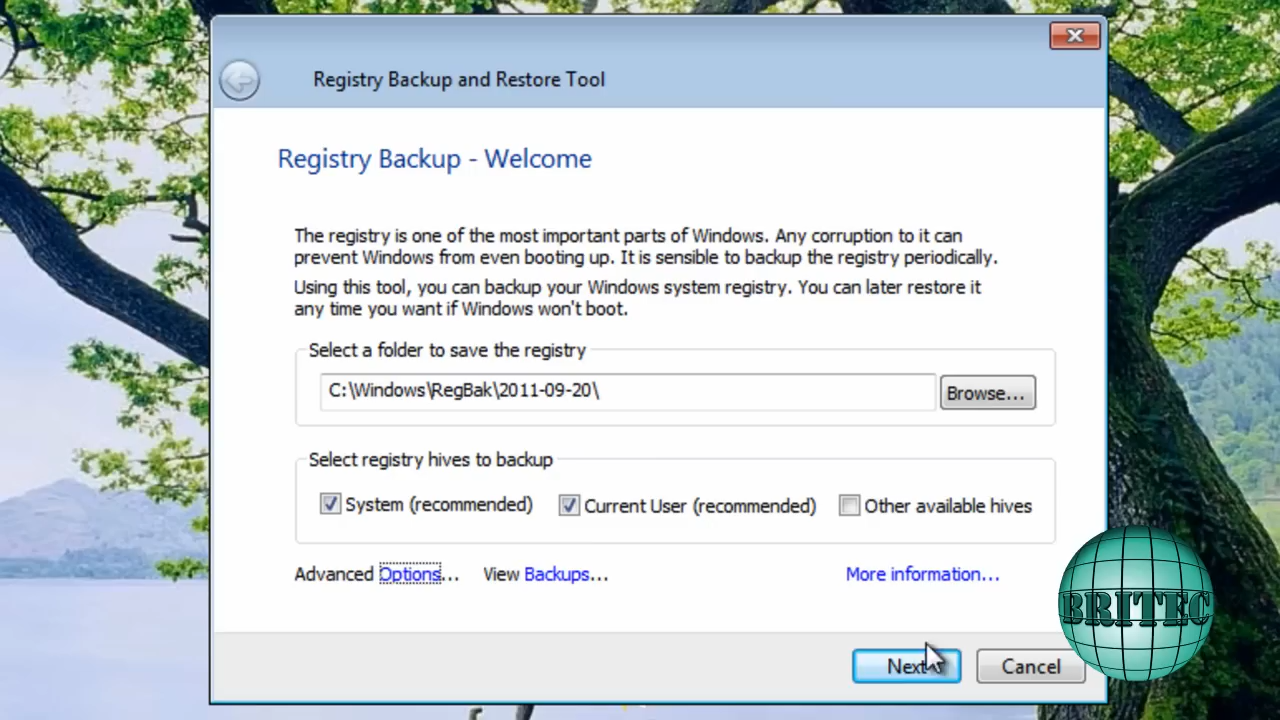 Registry Backup and Restore Tool
Registry Backup - Welcome
The registry is one of the most important parts of Windows. Any corruption to it can
prevent Windows from even booting up. It is sensible to backup the registry periodically.
Using this tool, you can backup your Windows system registry. You can later restore it
any time you want if Windows won't boot.
Select a folder to save the registry
C:\Windows\RegBak\2011-09-20\
Browse...
Select registry hives to backup
System (recommended)
Current User (recommended)
Other available hives
Advanced Options...
View Backups...
More information...
BRITEC
Next
Cancel